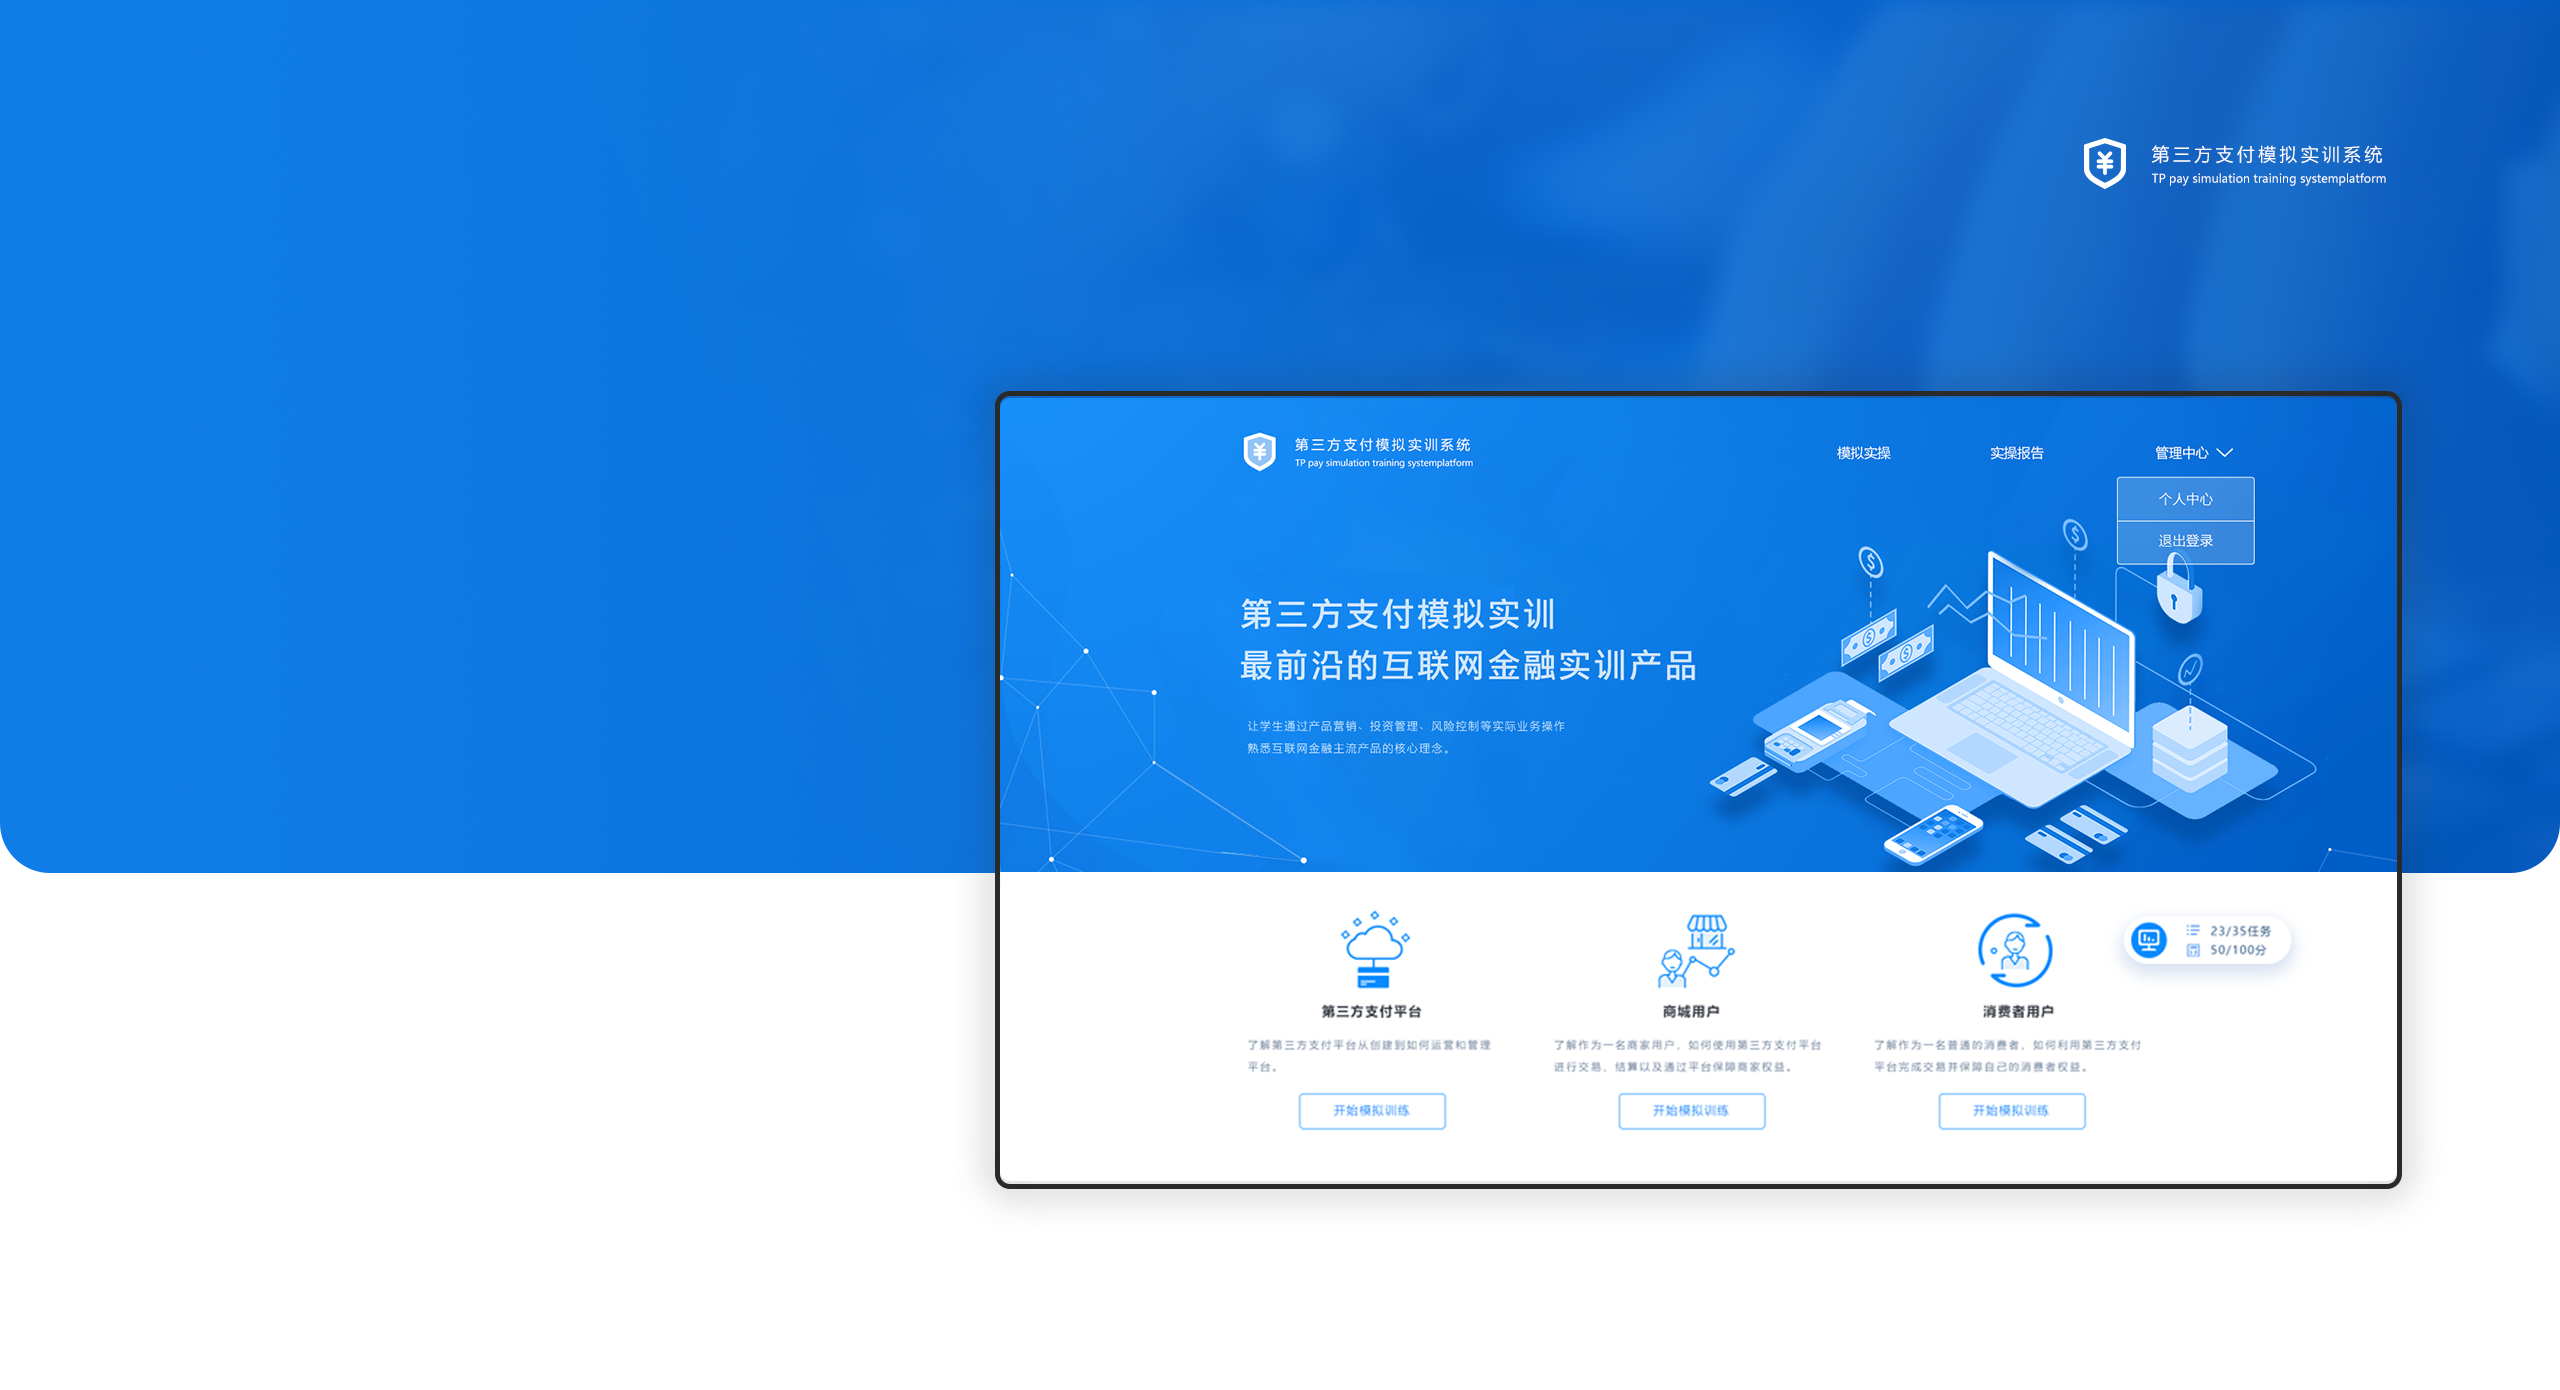 第三方支付模拟实训系统
TP pay simulation training systemplatform
第三方支付模拟实训系统
TP pay simulation training systemplatform
模拟实操
实操报告
管理中心
个人中心
退出登录
第三方支付模拟实训
最前沿的互联网金融实训产品
让学生通过产品营销、投资管理、风险控制等实际业务操作
熟悉互联网金融主流产品的核心理念。
23/35任务
50/100分
第三方支付平台
了解第三方支付平台从创建到如何运营和管理
平台。
开始模拟训练
商城用户
了解作为一名商家用户，如何使用第三方支付平台
进行交易、结算以及通过平台保障商家权益。
开始模拟训练
消费者用户
了解作为一名普通的消费者，如何利用第三方支付
平台完成交易并保障自己的消费者权益。
开始模拟训练